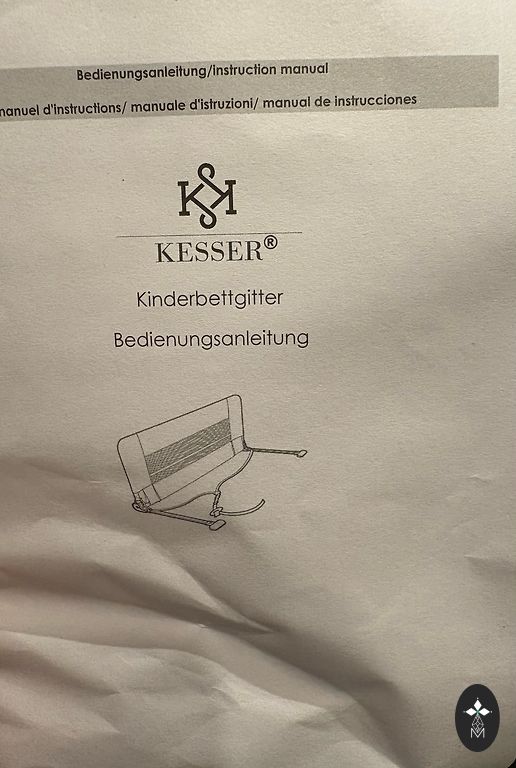 Bedienungsanleitung/instruction manual
manuel d'instructions/ manuale d'istruzioni/ manual de instrucciones
KESSER®
Kinderbettgitter
Bedienungsanleitung
M